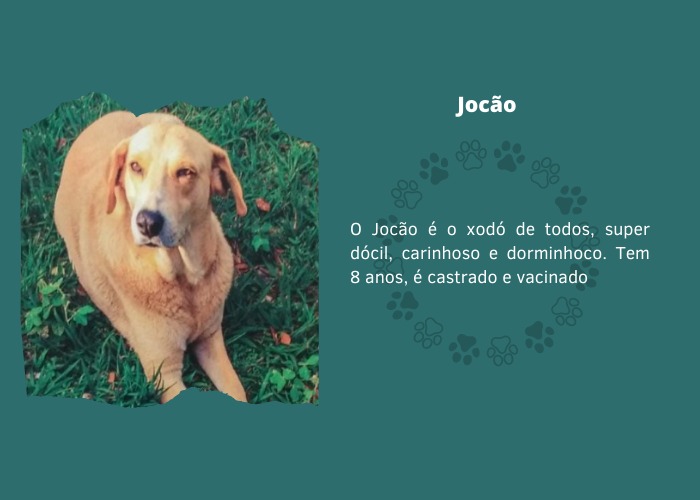 Jocão
O Jocão é o xodó de todos, super
dócil, carinhoso e dorminhoco. Tem
8 anos, é castrado e vacinado